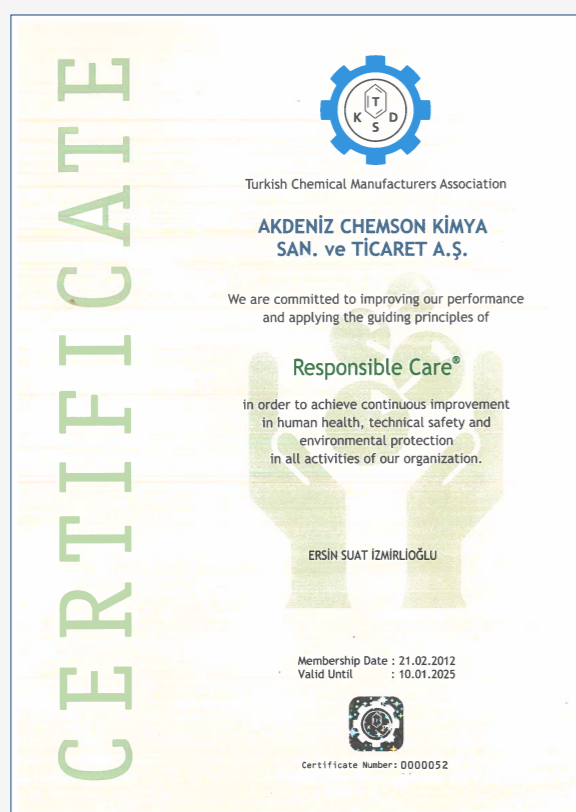 CERTIFICATE
T
K D
S
Turkish Chemical Manufacturers Association
AKDENİZ CHEMSON KİMYA
SAN. ve TİCARET A.Ş.
We are committed to improving our performance
and applying the guiding principles of
Responsible Care®
in order to achieve continuous improvement
in human health, technical safety and
environmental protection
in all activities of our organization.
ERSİN SUAT İZMİRLİOĞLU
Membership Date : 21.02.2012
Valid Until : 10.01.2025
Certificate Number: 0000052